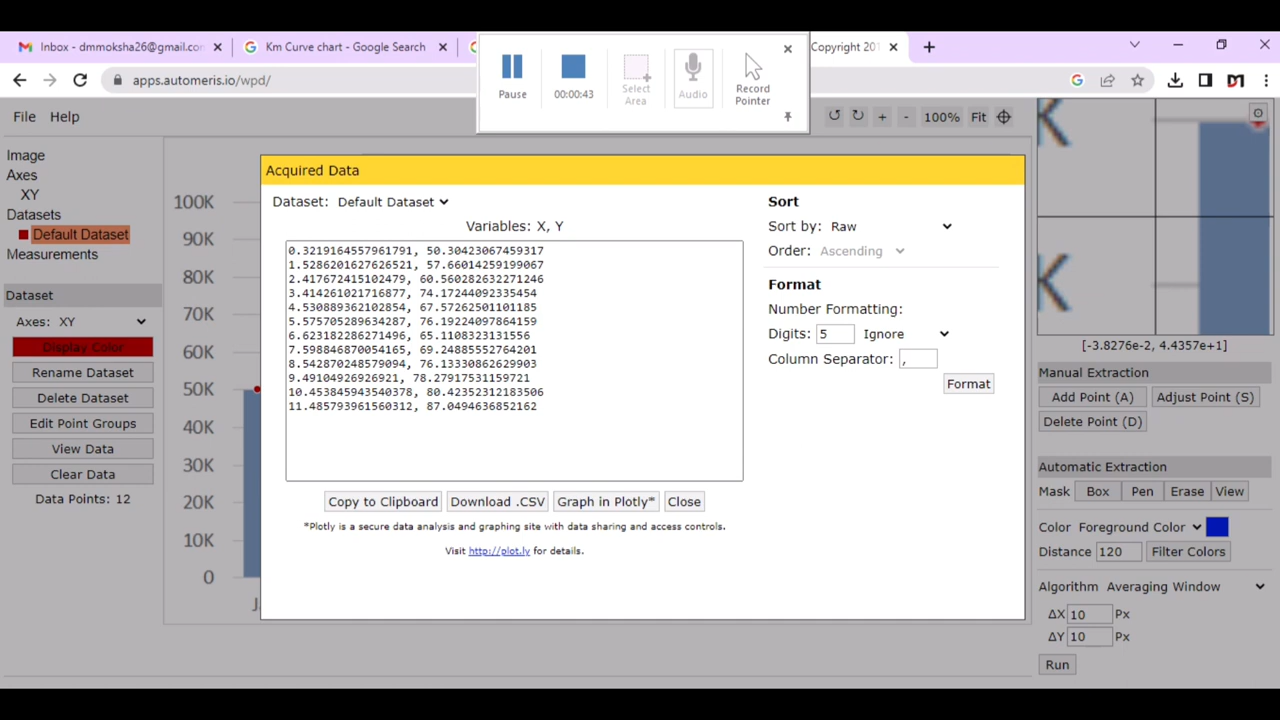 Inbox - dmmoksha26@gmail.con
Km Curve chart - Google Search
Copyright 201
apps.automeris.io/wpd/
Pause
00:00:43
Select Area
Audio
Record Pointer
File Help
100% Fit
Image
Axes
XY
Datasets
Default Dataset
Measurements
Dataset
Axes: XY
Display Color
Rename Dataset
Delete Dataset
Edit Point Groups
View Data
Clear Data
Data Points: 12
100K
90K
80K
70K
60K
50K
40K
30K
20K
10K
0
Acquired Data
Dataset: Default Dataset
Variables: X, Y
0.3219164557961791, 50.30423067459317
1.5286201627626521, 57.66014259199067
2.417672415102479, 60.560282632271246
3.414261021716877, 74.17244092335454
4.530889362102854, 67.57262501101185
5.575705289634287, 76.19224097864159
6.623182286271496, 65.1108323131556
7.598846870054165, 69.24885552764201
8.542870248579094, 76.13330862629903
9.49104926926921, 78.27917531159721
10.453845943540378, 80.42352312183506
11.485793961560312, 87.0494636852162
Copy to Clipboard
Download .CSV
Graph in Plotly*
Close
*Plotly is a secure data analysis and graphing site with data sharing and access controls.
Visit http://plot.ly for details.
Sort
Sort by: Raw
Order: Ascending
Format
Number Formatting:
Digits: 5 Ignore
Column Separator: ,
Format
K
K
[-3.8276e-2, 4.4357e+1]
Manual Extraction
Add Point (A) Adjust Point (S)
Delete Point (D)
Automatic Extraction
Mask Box Pen Erase View
Color Foreground Color
Distance 120 Filter Colors
Algorithm Averaging Window
ΔX 10 Px
ΔY 10 Px
Run